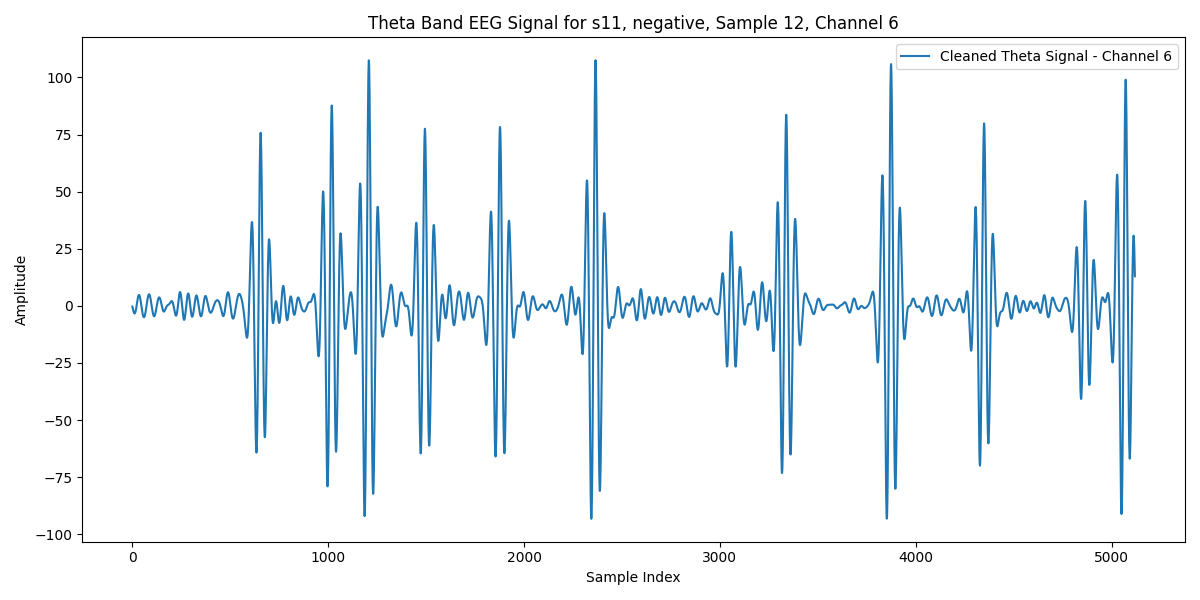 Theta Band EEG Signal for s11, negative, Sample 12, Channel 6
Cleaned Theta Signal - Channel 6
Amplitude
100
75
50
25
0
−25
−50
−75
−100
0 1000 2000 3000 4000 5000
Sample Index